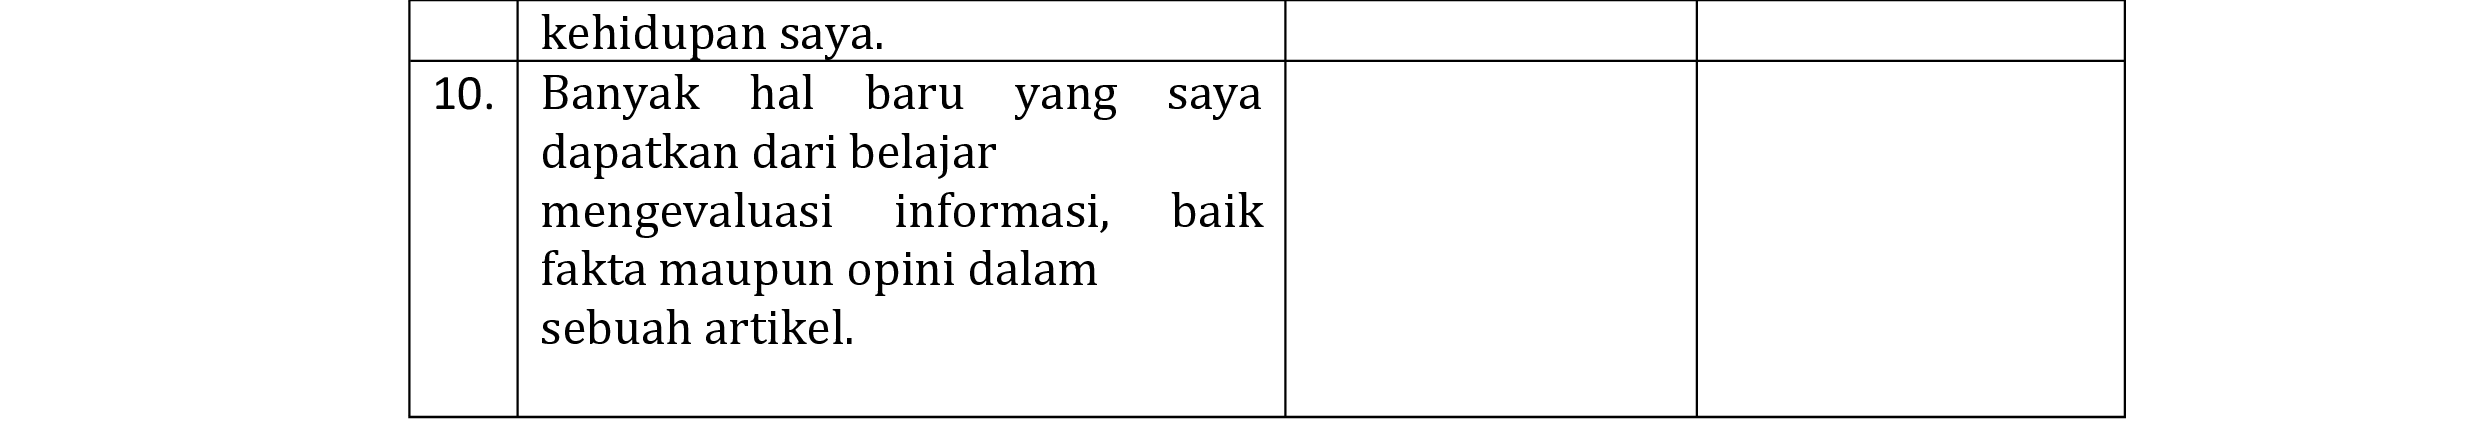 kehidupan saya.
10. Banyak hal baru yang saya
dapatkan dari belajar
mengevaluasi informasi, baik
fakta maupun opini dalam
sebuah artikel.